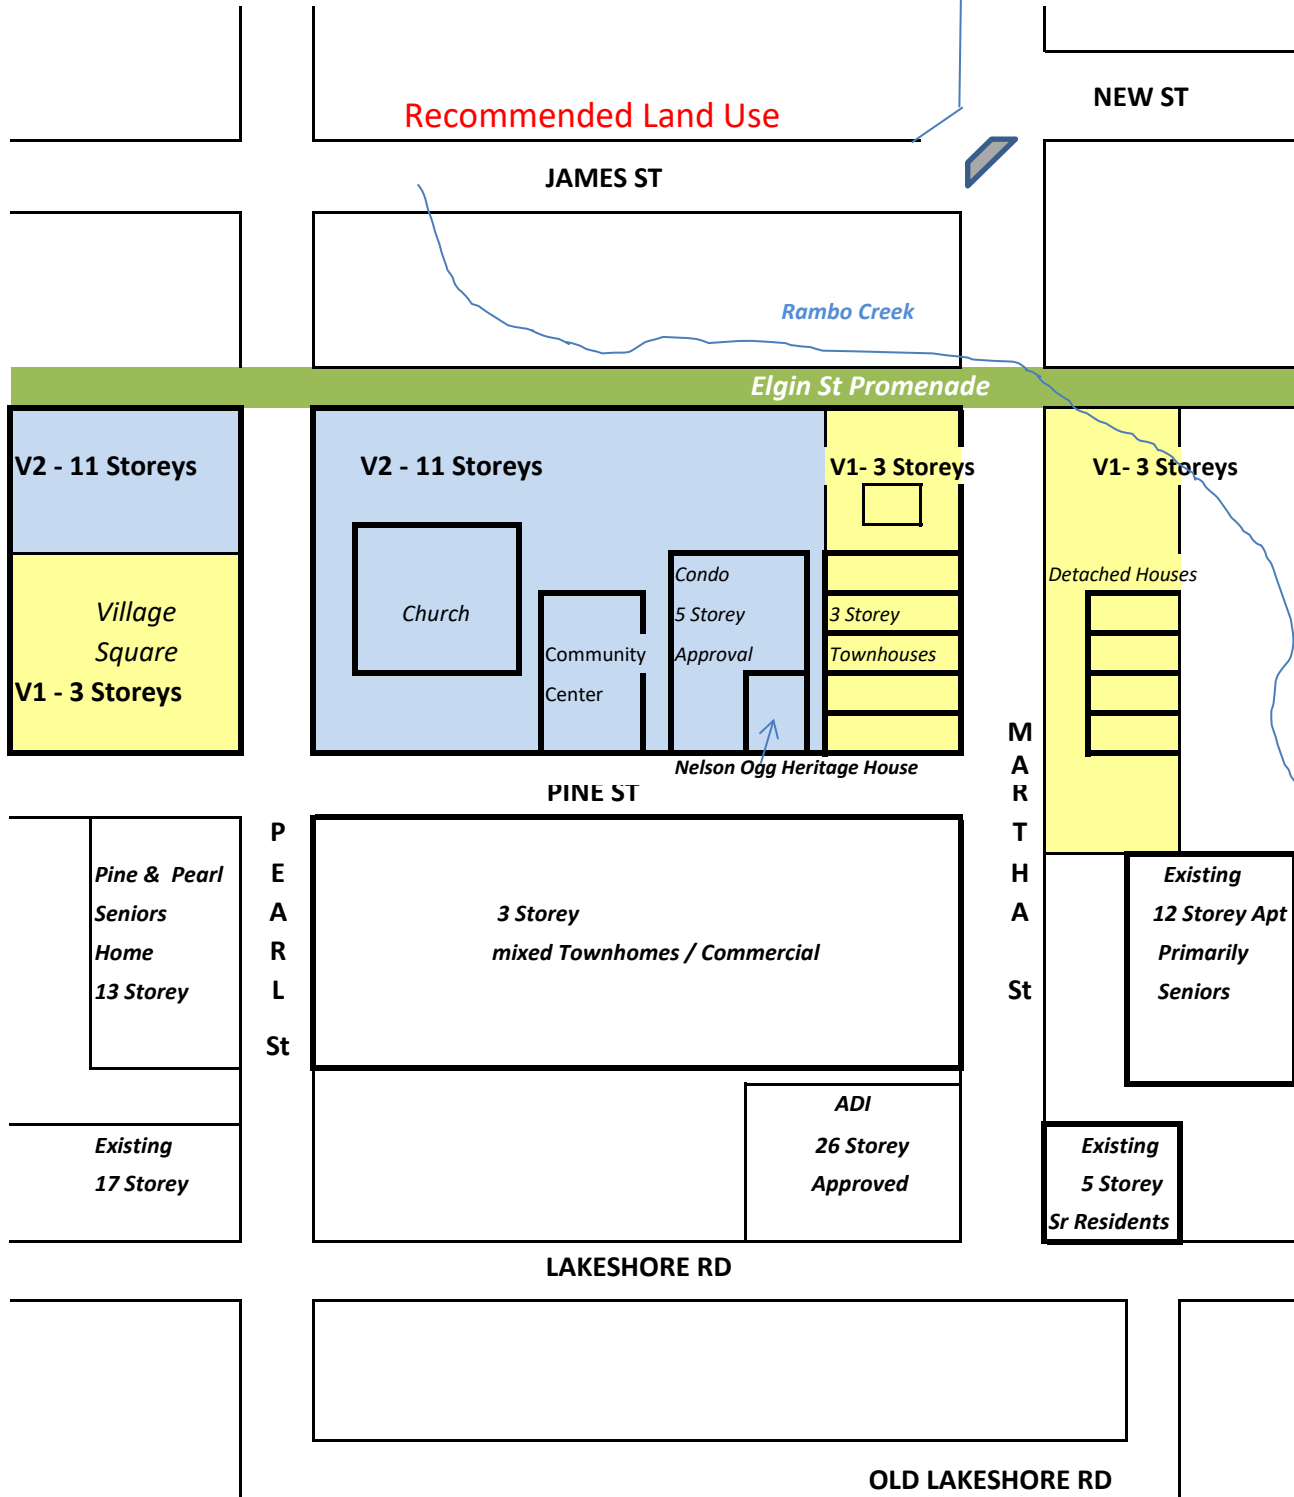 NEW ST
Recommended Land Use
JAMES ST
Rambo Creek
Elgin St Promenade
V2 - 11 Storeys
V2 - 11 Storeys
V1- 3 Storeys
V1- 3 Storeys
Village
Square
V1 - 3 Storeys
Church
Community
Center
Condo
5 Storey
Approval
3 Storey
Townhouses
Detached Houses
Nelson Ogg Heritage House
PINE ST
P
E
A
R
L
St
M
A
R
T
H
A
St
Pine & Pearl
Seniors
Home
13 Storey
3 Storey
mixed Townhomes / Commercial
Existing
12 Storey Apt
Primarily
Seniors
Existing
17 Storey
ADI
26 Storey
Approved
Existing
5 Storey
Sr Residents
LAKESHORE RD
OLD LAKESHORE RD